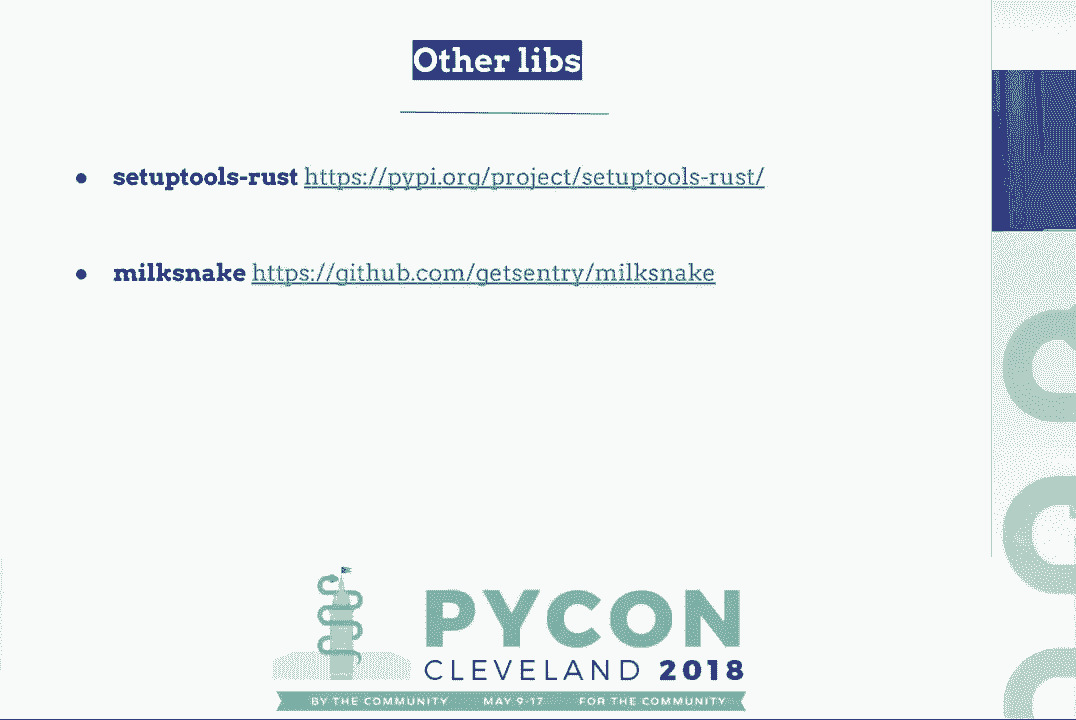 Other libs
● setuptools-rust https://pypi.org/project/setuptools-rust/
● milksnake https://github.com/getsentry/milksnake
PYCON
CLEVELAND 2018
BY THE COMMUNITY MAY 9-17 FOR THE COMMUNITY